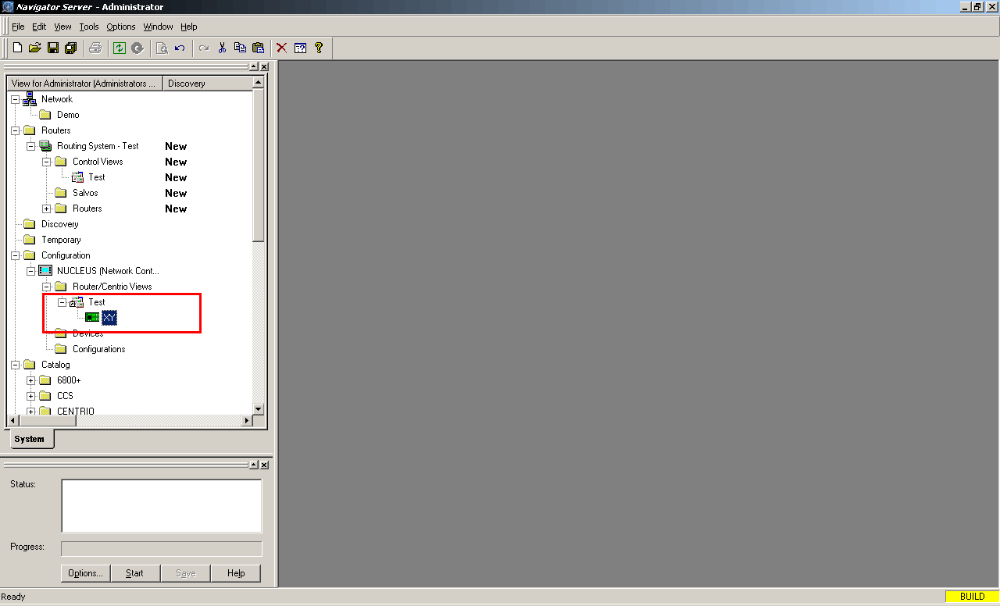 Navigator Server - Administrator
File Edit View Tools Options Window Help
View for Administrator (Administrators ... Discovery
Network
Demo
Routers
Routing System - Test New
Control Views New
Test New
Salvos New
Routers New
Discovery
Temporary
Configuration
NUCLEUS (Network Cont...
Router/Centrio Views
Test
XY
Devices
Configurations
Catalog
6800+
CCS
CENTRIO
System
Status:
Progress:
Options... Start Save Help
Ready BUILD